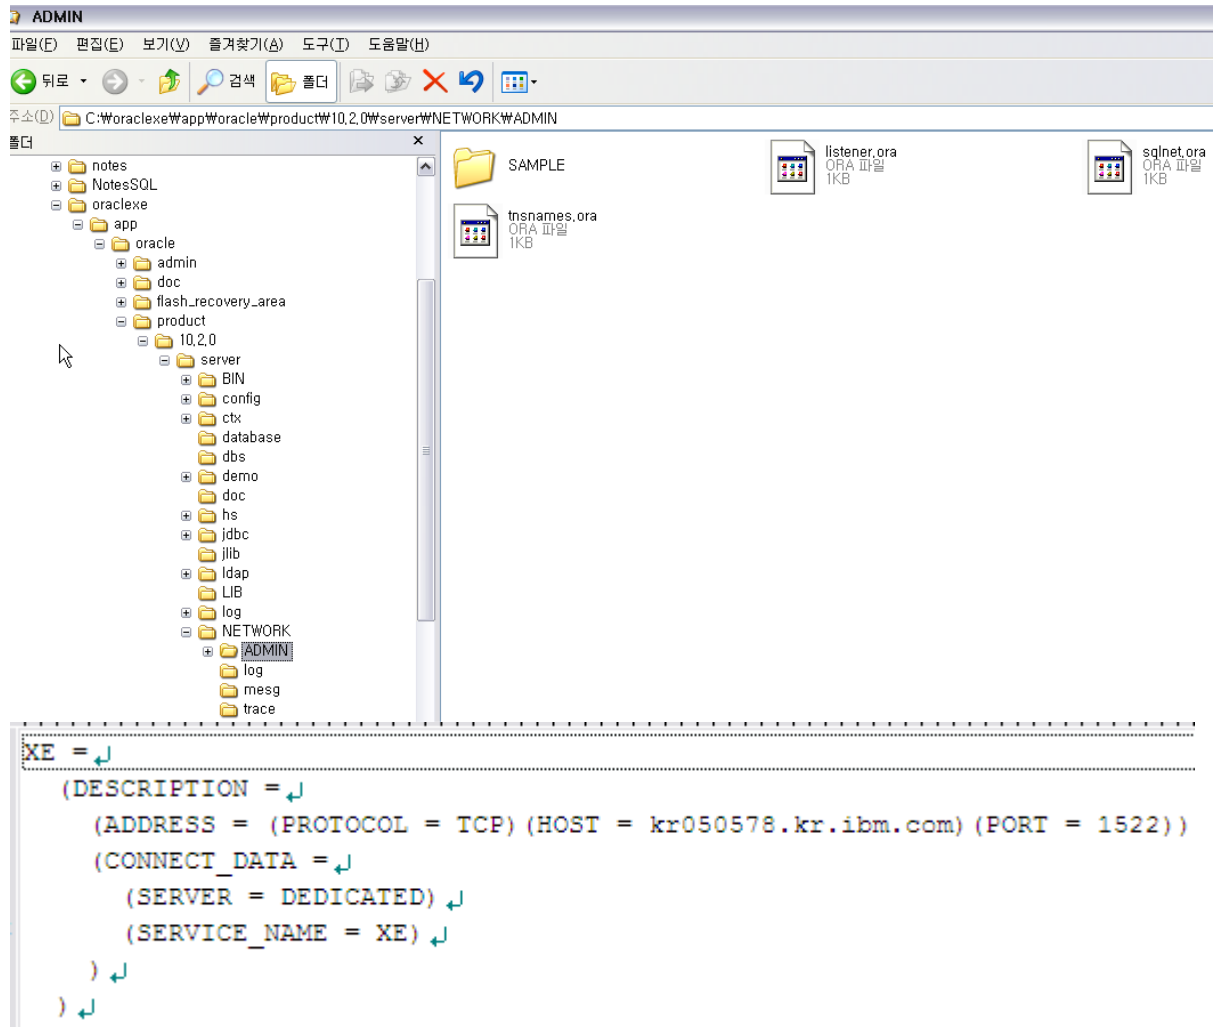 ADMIN
파일(F) 편집(E) 보기(V) 즐겨찾기(A) 도구(T) 도움말(H)
뒤로 검색 폴더
주소(D) C:₩oraclexe₩app₩oracle₩product₩10.2.0₩server₩NETWORK₩ADMIN
폴더
notes
NotesSQL
oraclexe
app
oracle
admin
doc
flash_recovery_area
product
10.2.0
server
BIN
config
ctx
database
dbs
demo
doc
hs
jdbc
jlib
ldap
LIB
log
NETWORK
ADMIN
log
mesg
trace
SAMPLE
listener.ora
ORA 파일
1KB
sqlnet.ora
ORA 파일
1KB
tnsnames.ora
ORA 파일
1KB
XE =
(DESCRIPTION =
(ADDRESS = (PROTOCOL = TCP)(HOST = kr050578.kr.ibm.com)(PORT = 1522))
(CONNECT_DATA =
(SERVER = DEDICATED)
(SERVICE_NAME = XE)
)
)